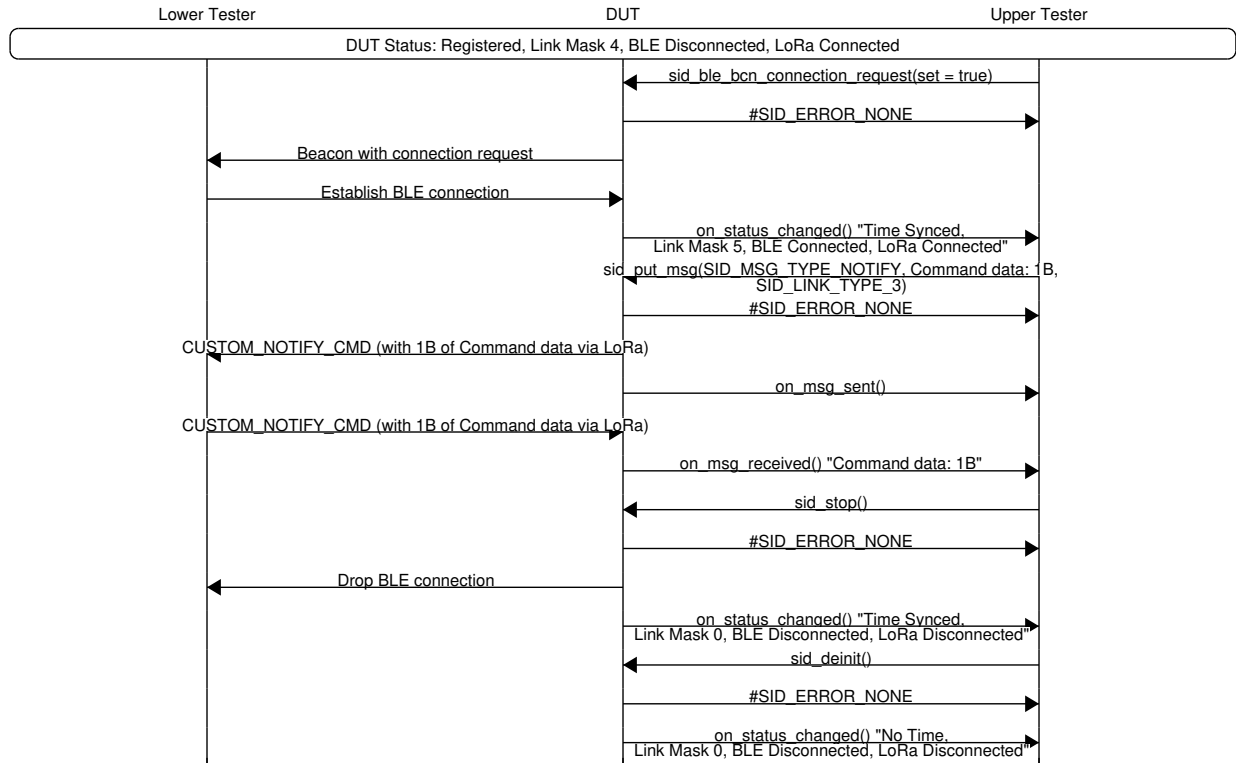 Lower Tester DUT Upper Tester
DUT Status: Registered, Link Mask 4, BLE Disconnected, LoRa Connected
sid_ble_bcn_connection_request(set = true)
#SID_ERROR_NONE
Beacon with connection request
Establish BLE connection
on_status_changed() "Time Synced,
Link Mask 5, BLE Connected, LoRa Connected"
sid_put_msg(SID_MSG_TYPE_NOTIFY, Command data: 1B,
SID_LINK_TYPE_3)
#SID_ERROR_NONE
CUSTOM_NOTIFY_CMD (with 1B of Command data via LoRa)
on_msg_sent()
CUSTOM_NOTIFY_CMD (with 1B of Command data via LoRa)
on_msg_received() "Command data: 1B"
sid_stop()
#SID_ERROR_NONE
Drop BLE connection
on_status_changed() "Time Synced,
Link Mask 0, BLE Disconnected, LoRa Disconnected"
sid_deinit()
#SID_ERROR_NONE
on_status_changed() "No Time,
Link Mask 0, BLE Disconnected, LoRa Disconnected"